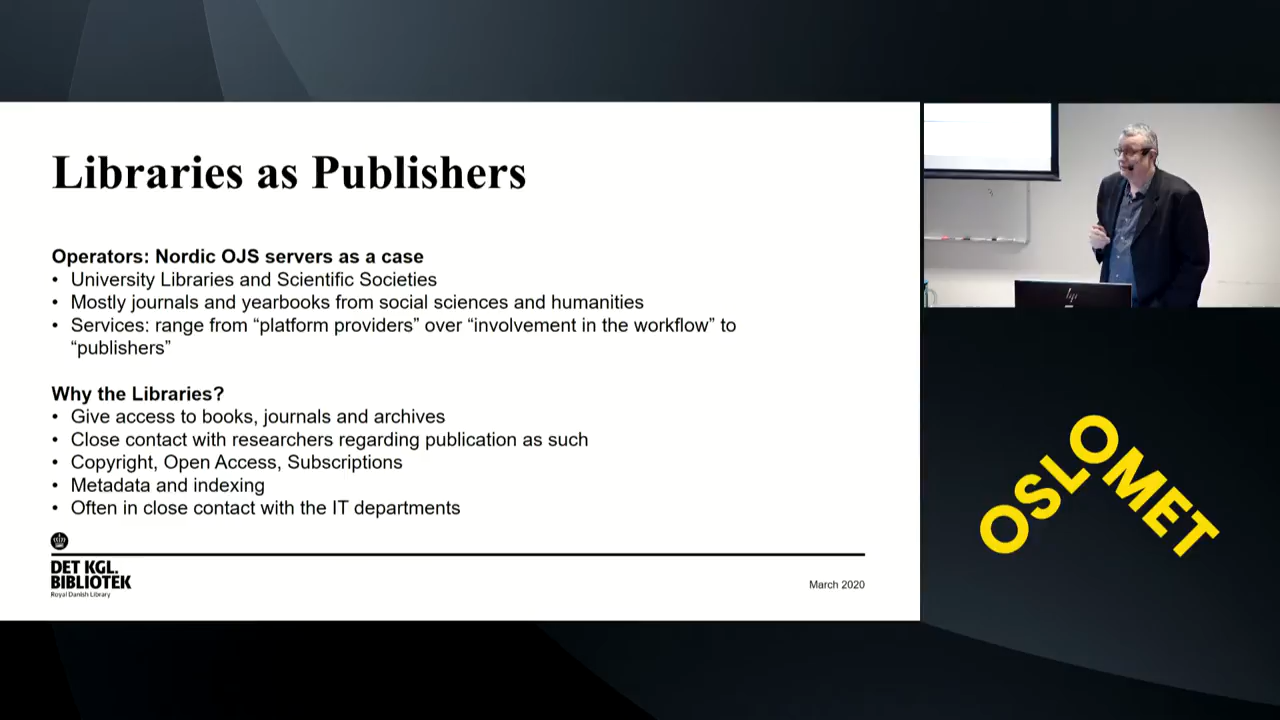 Libraries as Publishers
Operators: Nordic OJS servers as a case
• University Libraries and Scientific Societies
• Mostly journals and yearbooks from social sciences and humanities
• Services: range from “platform providers” over “involvement in the workflow” to
“publishers”
Why the Libraries?
• Give access to books, journals and archives
• Close contact with researchers regarding publication as such
• Copyright, Open Access, Subscriptions
• Metadata and indexing
• Often in close contact with the IT departments
DET KGL.
BIBLIOTEK
Royal Danish Library
March 2020
hp
OSLOMET